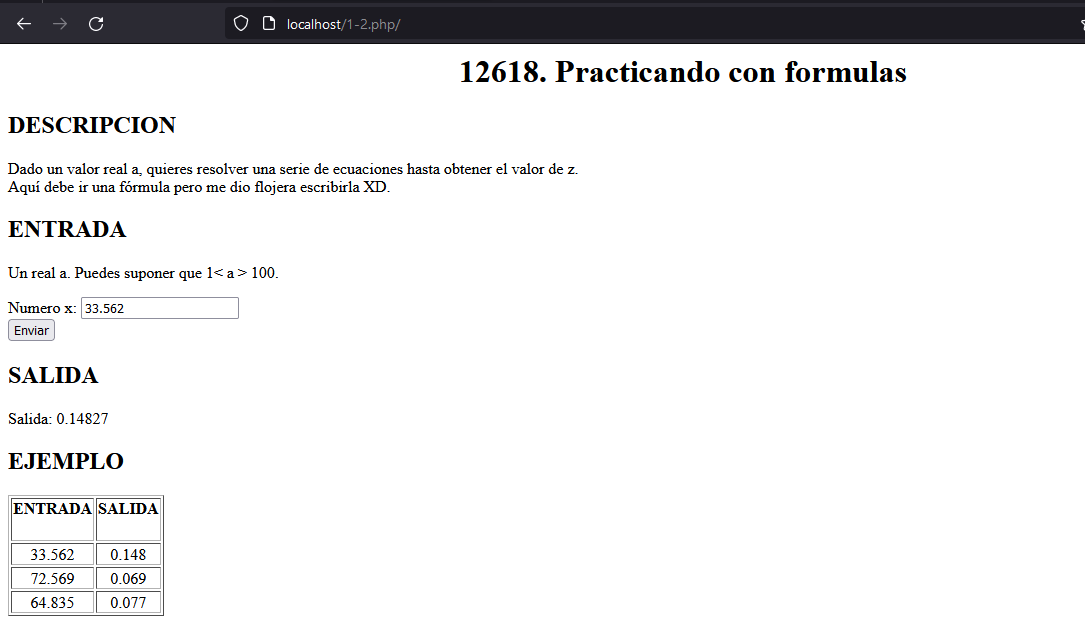 localhost/1-2.php/
12618. Practicando con formulas
DESCRIPCION
Dado un valor real a, quieres resolver una serie de ecuaciones hasta obtener el valor de z.
Aquí debe ir una fórmula pero me dio flojera escribirla XD.
ENTRADA
Un real a. Puedes suponer que 1< a > 100.
Numero x: 33.562
Enviar
SALIDA
Salida: 0.14827
EJEMPLO
ENTRADA SALIDA
33.562 0.148
72.569 0.069
64.835 0.077